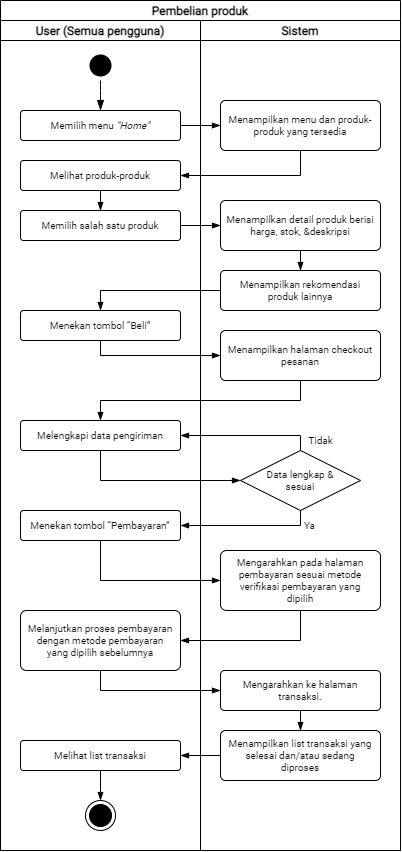 Pembelian produk
User (Semua pengguna)
Sistem
Memilih menu "Home"
Menampilkan menu dan produk-
produk yang tersedia
Melihat produk-produk
Memilih salah satu produk
Menampilkan detail produk berisi
harga, stok, &deskripsi
Menampilkan rekomendasi
produk lainnya
Menekan tombol “Beli”
Menampilkan halaman checkout
pesanan
Melengkapi data pengiriman
Tidak
Data lengkap &
sesuai
Ya
Menekan tombol “Pembayaran”
Mengarahkan pada halaman
pembayaran sesuai metode
verifikasi pembayaran yang
dipilih
Melanjutkan proses pembayaran
dengan metode pembayaran
yang dipilih sebelumnya
Mengarahkan ke halaman
transaksi.
Menampilkan list transaksi yang
selesai dan/atau sedang
diproses
Melihat list transaksi